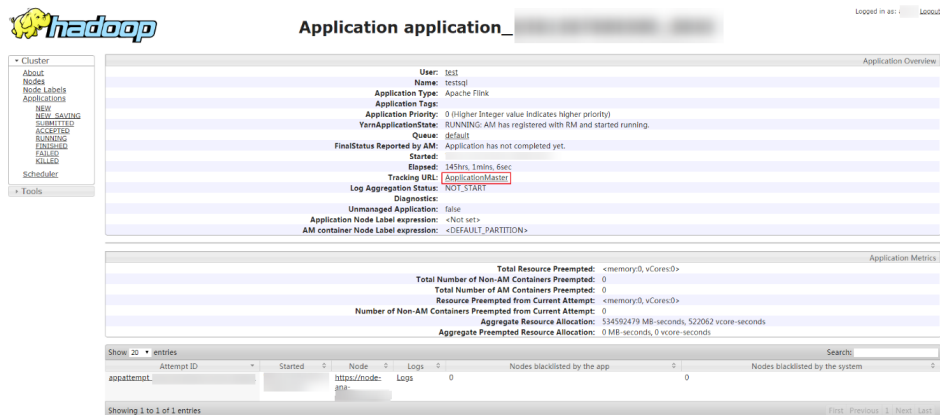 Logged in as: Logout
hadoop
Application application_
Cluster
About
Nodes
Node Labels
Applications
NEW
NEW_SAVING
SUBMITTED
ACCEPTED
RUNNING
FINISHED
FAILED
KILLED
Scheduler
Tools
Application Overview
User: test
Name: testsql
Application Type: Apache Flink
Application Tags:
Application Priority: 0 (Higher Integer value indicates higher priority)
YarnApplicationState: RUNNING: AM has registered with RM and started running.
Queue: default
FinalStatus Reported by AM: Application has not completed yet.
Started:
Elapsed: 145hrs, 1mins, 6sec
Tracking URL: ApplicationMaster
Log Aggregation Status: NOT_START
Diagnostics:
Unmanaged Application: false
Application Node Label expression: <Not set>
AM container Node Label expression: <DEFAULT_PARTITION>
Application Metrics
Total Resource Preempted: <memory:0, vCores:0>
Total Number of Non-AM Containers Preempted: 0
Total Number of AM Containers Preempted: 0
Resource Preempted from Current Attempt: <memory:0, vCores:0>
Number of Non-AM Containers Preempted from Current Attempt: 0
Aggregate Resource Allocation: 534592479 MB-seconds, 522062 vcore-seconds
Aggregate Preempted Resource Allocation: 0 MB-seconds, 0 vcore-seconds
Show 20 entries Search:
Attempt ID Started Node Logs Nodes blacklisted by the app Nodes blacklisted by the system
appattempt_ https://node- Logs 0 0
ana-
Showing 1 to 1 of 1 entries First Previous 1 Next Last